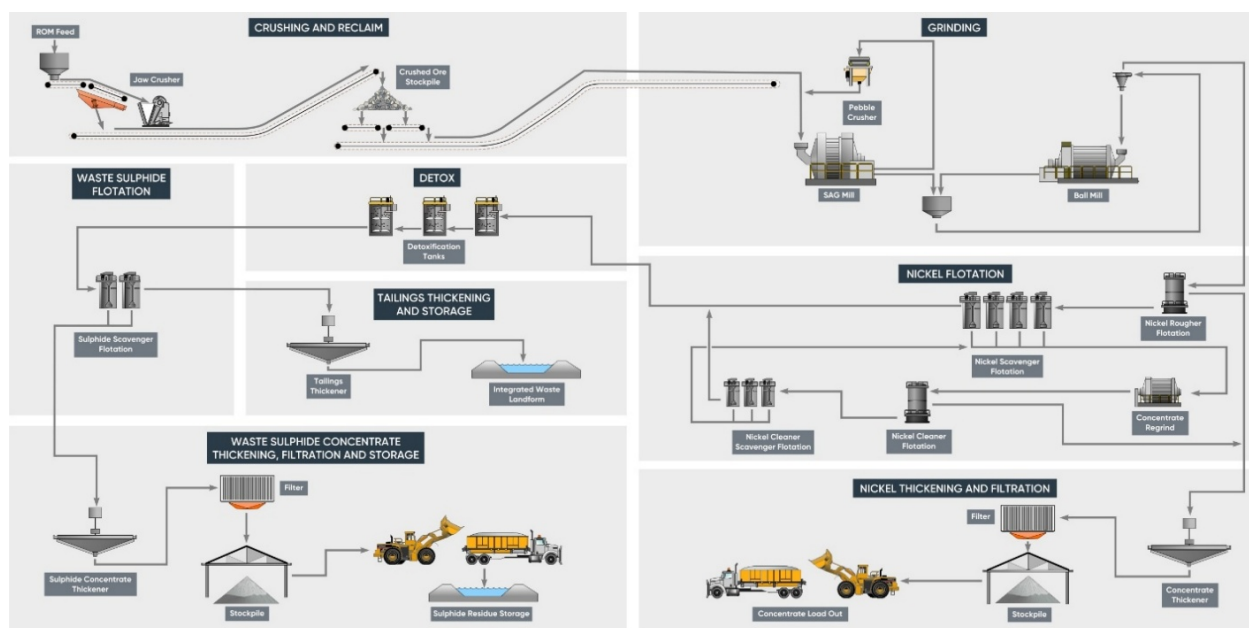 CRUSHING AND RECLAIM
ROM Feed
Jaw Crusher
Crushed Ore
Stockpile
GRINDING
Pebble
Crusher
SAG Mill
Ball Mill
WASTE SULPHIDE
FLOTATION
Sulphide Scavenger
Flotation
DETOX
Detoxification
Tanks
TAILINGS THICKENING
AND STORAGE
Tailings
Thickener
Integrated Waste
Landform
NICKEL FLOTATION
Nickel Rougher
Flotation
Nickel Scavenger
Flotation
Concentrate
Regrind
Nickel Cleaner
Scavenger Flotation
Nickel Cleaner
Flotation
WASTE SULPHIDE CONCENTRATE
THICKENING, FILTRATION AND STORAGE
Filter
Sulphide Concentrate
Thickener
Stockpile
Sulphide Residue Storage
NICKEL THICKENING AND FILTRATION
Filter
Concentrate Load Out
Stockpile
Concentrate
Thickener